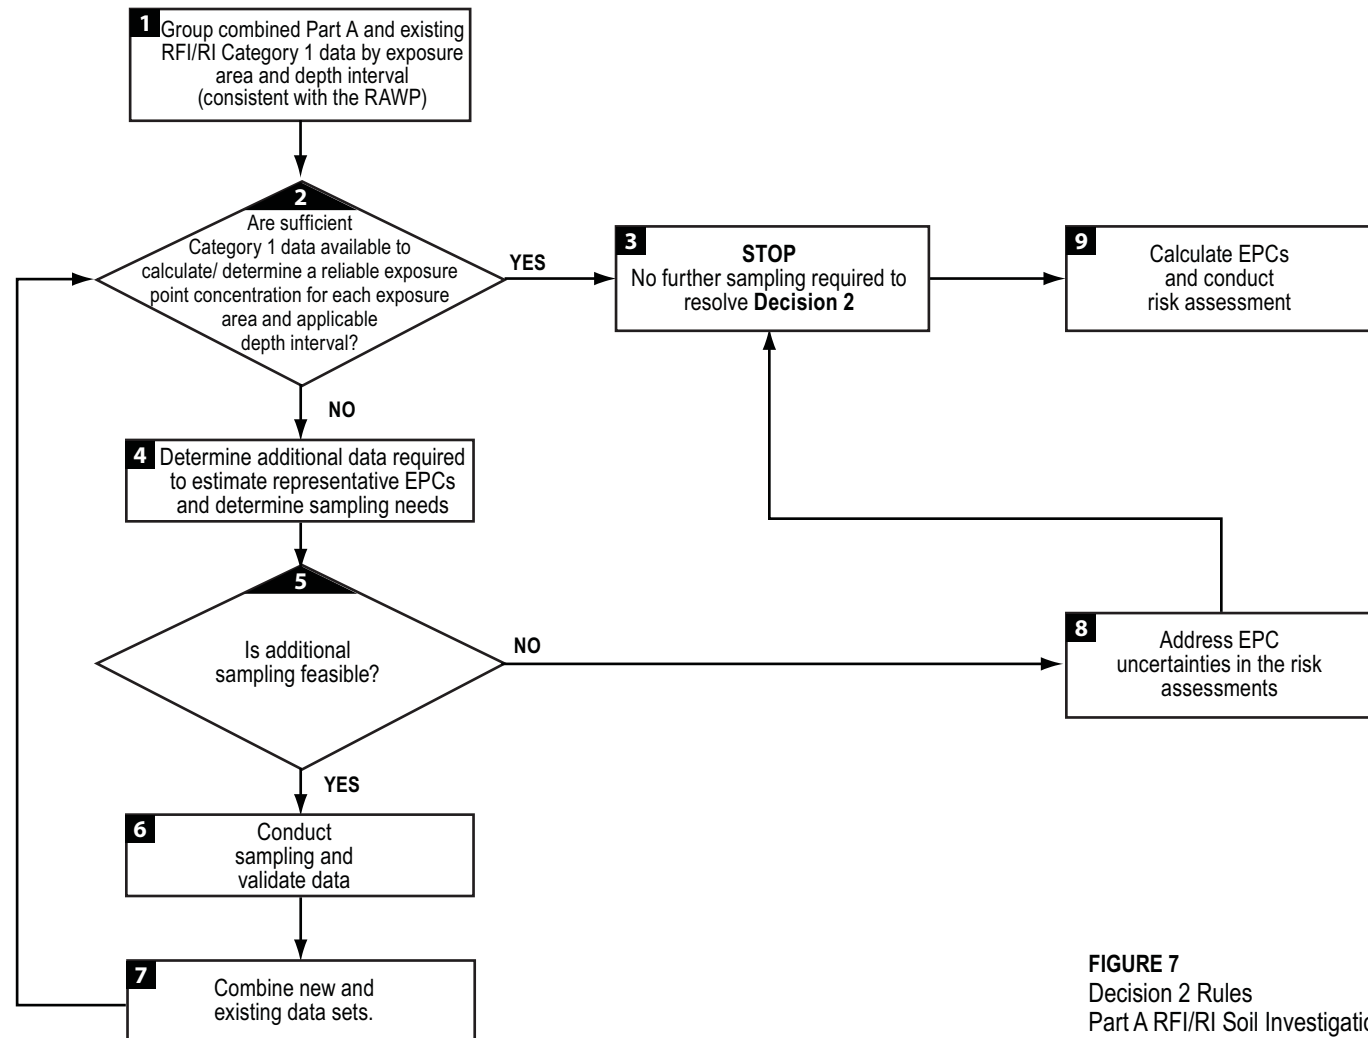 1
Group combined Part A and existing
RFI/RI Category 1 data by exposure
area and depth interval
(consistent with the RAWP)
2
Are sufficient
Category 1 data available to
calculate/ determine a reliable exposure
point concentration for each exposure
area and applicable
depth interval?
YES
NO
3
STOP
No further sampling required to
resolve Decision 2
9
Calculate EPCs
and conduct
risk assessment
4
Determine additional data required
to estimate representative EPCs
and determine sampling needs
5
Is additional
sampling feasible?
NO
YES
8
Address EPC
uncertainties in the risk
assessments
6
Conduct
sampling and
validate data
7
Combine new and
existing data sets.
FIGURE 7
Decision 2 Rules
Part A RFI/RI Soil